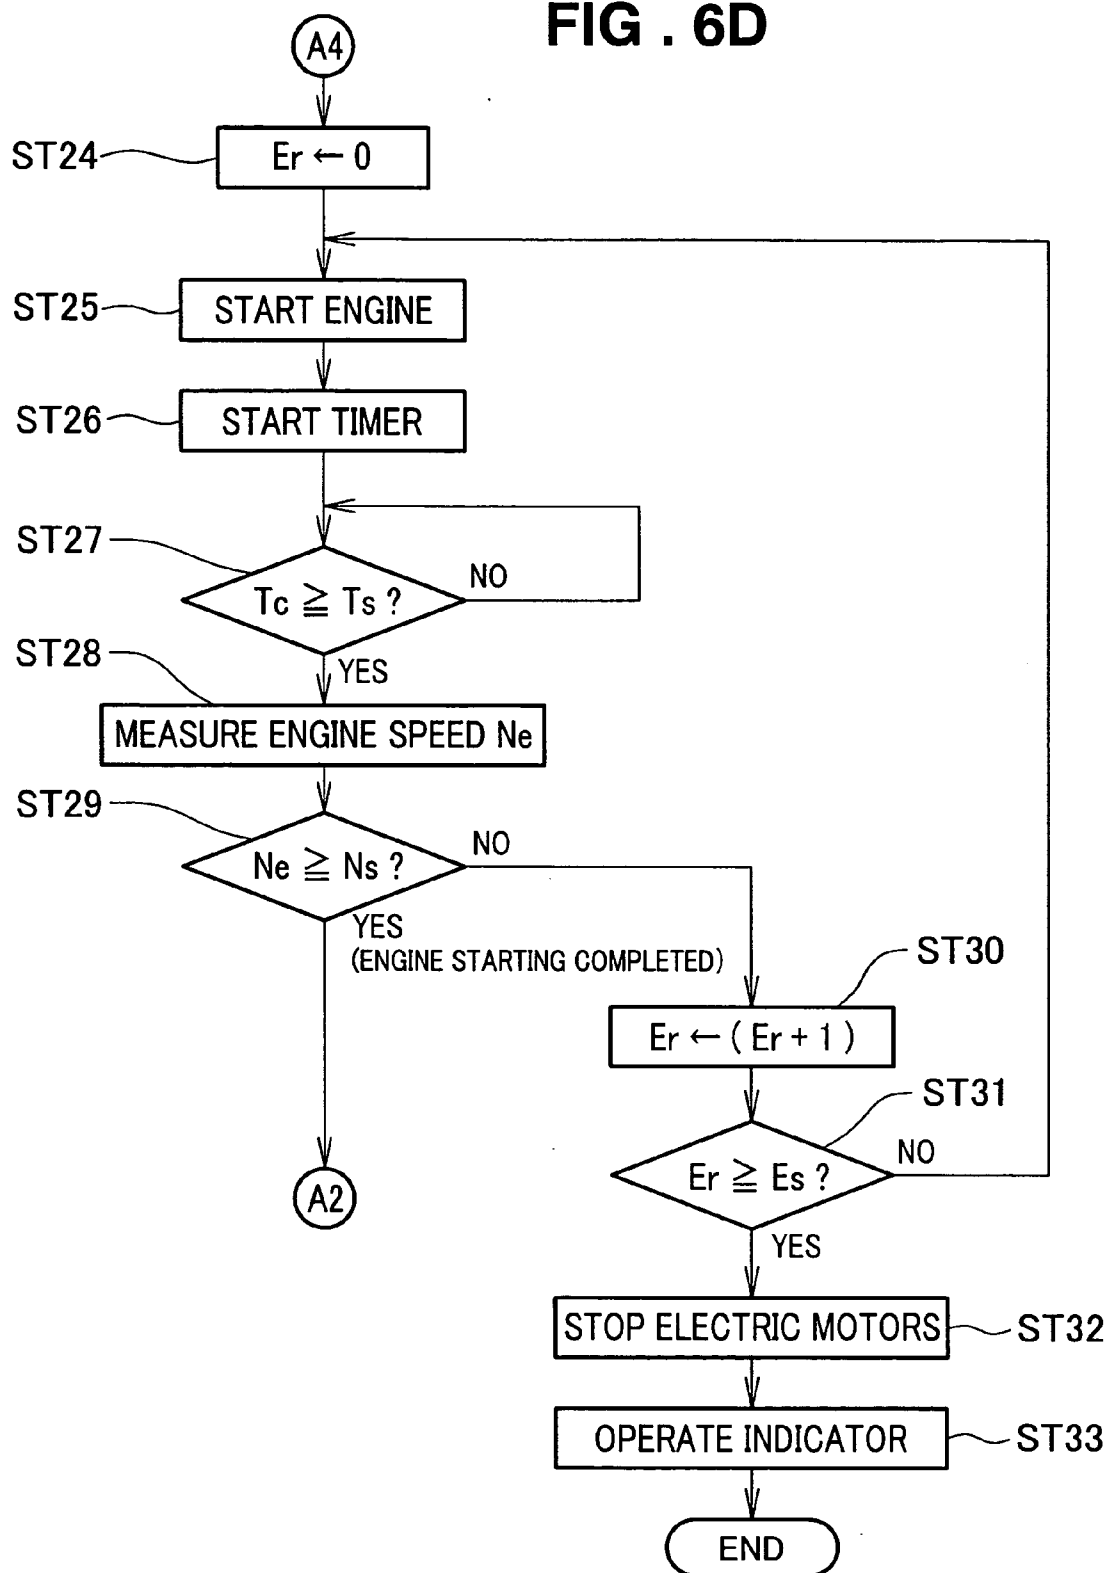 FIG . 6D
A4
ST24
Er ← 0
ST25
START ENGINE
ST26
START TIMER
ST27
Tc ≧ Ts ?
NO
YES
ST28
MEASURE ENGINE SPEED Ne
ST29
Ne ≧ Ns ?
NO
YES
(ENGINE STARTING COMPLETED)
ST30
Er ← ( Er + 1 )
ST31
Er ≧ Es ?
NO
A2
YES
STOP ELECTRIC MOTORS
ST32
OPERATE INDICATOR
ST33
END